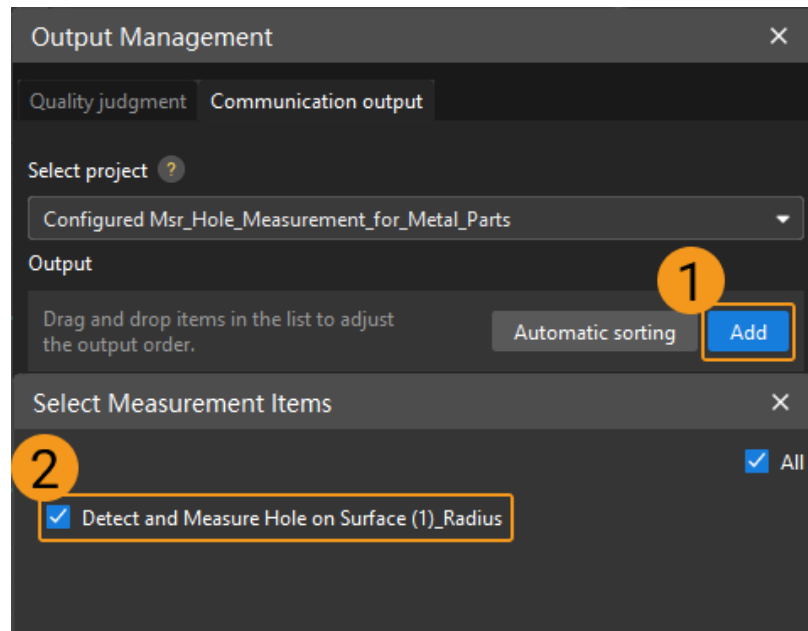 Output Management
Quality judgment Communication output
Select project ?
Configured Msr_Hole_Measurement_for_Metal_Parts
Output
1
Drag and drop items in the list to adjust
the output order.
Automatic sorting Add
Select Measurement Items
2
All
Detect and Measure Hole on Surface (1)_Radius